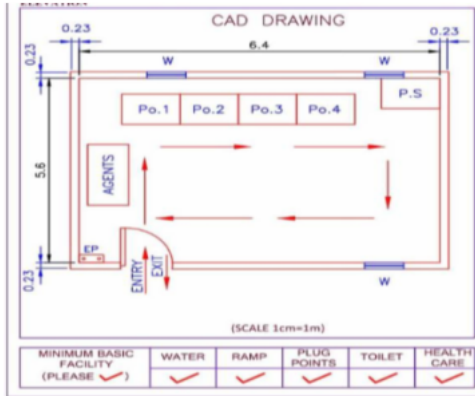 CAD DRAWING
0.23
6.4
0.23
0.23
W
W
P.S
Po.1
Po.2
Po.3
Po.4
5.6
AGENTS
EP
ENTRY
EXIT
0.23
W
(SCALE 1cm=1m)
MINIMUM BASIC
FACILITY
(PLEASE ✓)
WATER
RAMP
PLUG
POINTS
TOILET
HEALTH
CARE